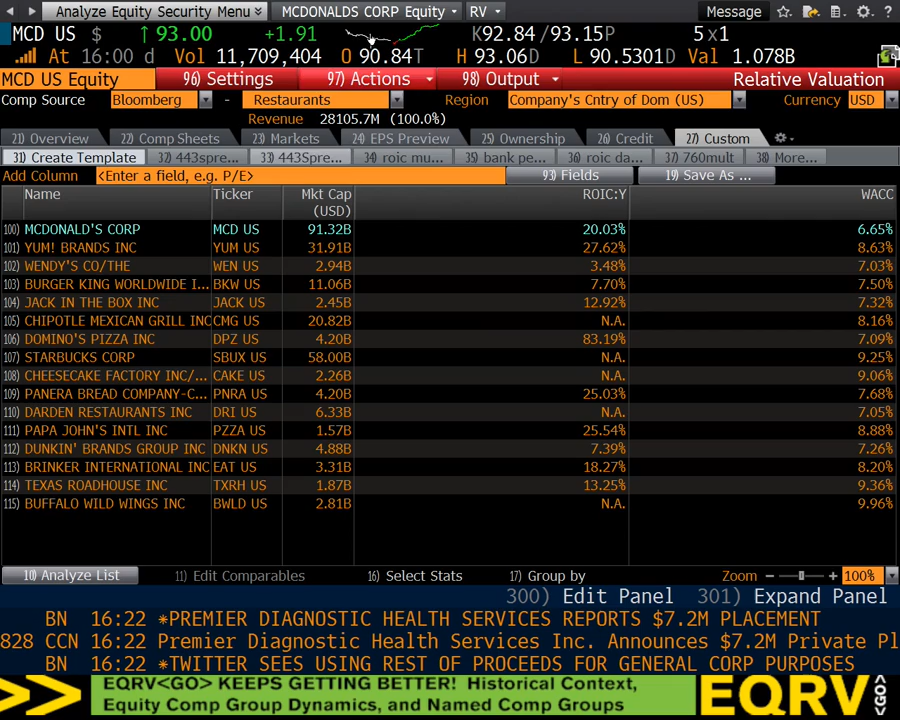 Analyze Equity Security Menu MCDONALDS CORP Equity RV Message ?
MCD US $ ↑ 93.00 +1.91 K92.84 /93.15P 5x1
At 16:00 d Vol 11,709,404 O 90.84T H 93.06D L 90.5301D Val 1.078B
MCD US Equity 96) Settings 97) Actions 98) Output Relative Valuation
Comp Source Bloomberg - Restaurants Region Company's Cntry of Dom (US) Currency USD
Revenue 28105.7M (100.0%)
21) Overview 22) Comp Sheets 23) Markets 24) EPS Preview 25) Ownership 26) Credit 27) Custom
31) Create Template 32) 443spre... 33) 443Spre... 34) roic mu... 35) bank pe... 36) roic da... 37) 760mult 38) More...
Add Column <Enter a field, e.g. P/E> 93) Fields 19) Save As ...
Name Ticker Mkt Cap (USD) ROIC:Y WACC
100) MCDONALD'S CORP MCD US 91.32B 20.03% 6.65%
101) YUM! BRANDS INC YUM US 31.91B 27.62% 8.63%
102) WENDY'S CO/THE WEN US 2.94B 3.48% 7.03%
103) BURGER KING WORLDWIDE I... BKW US 11.06B 7.70% 7.50%
104) JACK IN THE BOX INC JACK US 2.45B 12.92% 7.32%
105) CHIPOTLE MEXICAN GRILL INC CMG US 20.82B N.A. 8.16%
106) DOMINO'S PIZZA INC DPZ US 4.20B 83.19% 7.09%
107) STARBUCKS CORP SBUX US 58.00B N.A. 9.25%
108) CHEESECAKE FACTORY INC/... CAKE US 2.26B N.A. 9.06%
109) PANERA BREAD COMPANY-C... PNRA US 4.20B 25.03% 7.68%
110) DARDEN RESTAURANTS INC DRI US 6.33B N.A. 7.05%
111) PAPA JOHN'S INTL INC PZZA US 1.57B 25.54% 8.88%
112) DUNKIN' BRANDS GROUP INC DNKN US 4.88B 7.39% 7.26%
113) BRINKER INTERNATIONAL INC EAT US 3.31B 18.27% 8.20%
114) TEXAS ROADHOUSE INC TXRH US 1.87B 13.25% 9.36%
115) BUFFALO WILD WINGS INC BWLD US 2.81B N.A. 9.96%
10) Analyze List 11) Edit Comparables 16) Select Stats 17) Group by Zoom - + 100%
300) Edit Panel 301) Expand Panel
BN 16:22 *PREMIER DIAGNOSTIC HEALTH SERVICES REPORTS $7.2M PLACEMENT
828 CCN 16:22 Premier Diagnostic Health Services Inc. Announces $7.2M Private Pl
BN 16:22 *TWITTER SEES USING REST OF PROCEEDS FOR GENERAL CORP PURPOSES
>> EQRV<GO> KEEPS GETTING BETTER! Historical Context,
Equity Comp Group Dynamics, and Named Comp Groups
EQRV <GO>